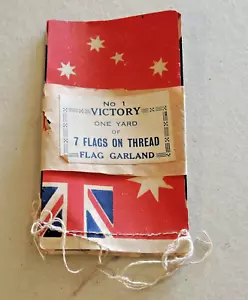 No 1
VICTORY
ONE YARD
OF
7 FLAGS ON THREAD
FLAG GARLAND